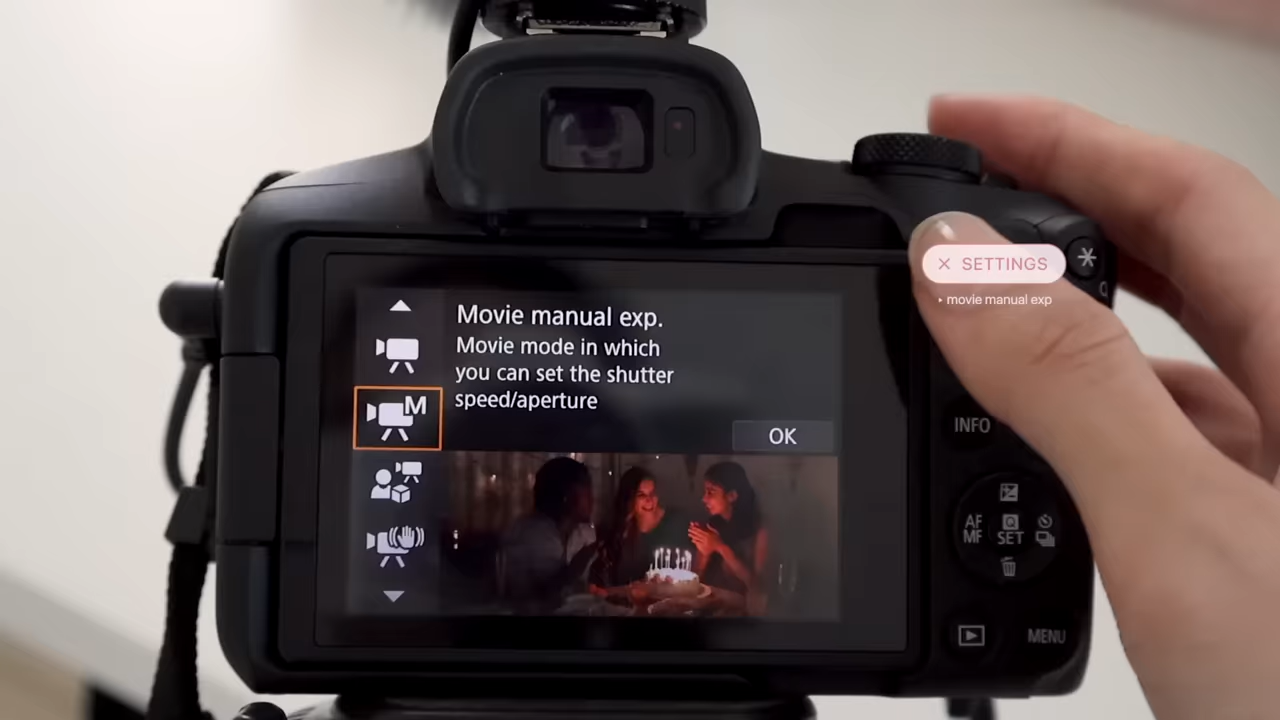 Movie manual exp.
Movie mode in which
you can set the shutter
speed/aperture
M
OK
× SETTINGS
▸ movie manual exp
INFO
AF
MF
Q
SET
MENU